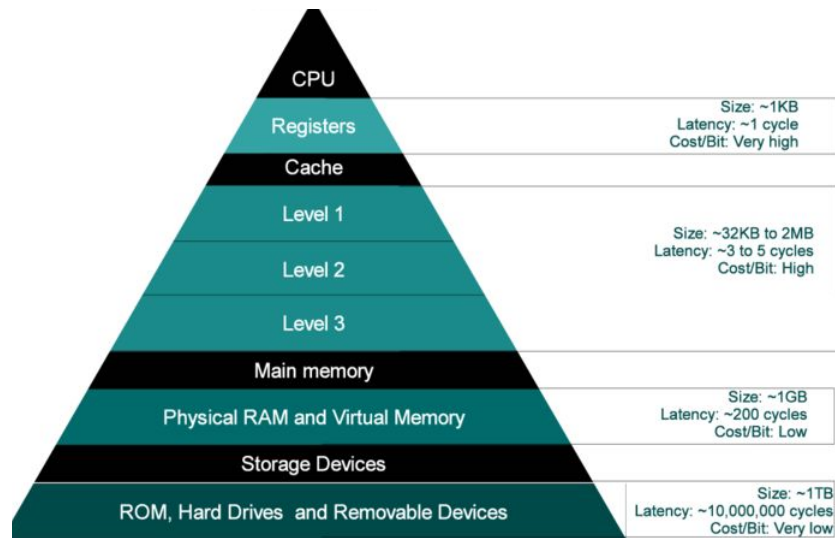 CPU
Registers
Size: ~1KB
Latency: ~1 cycle
Cost/Bit: Very high
Cache
Level 1
Level 2
Level 3
Size: ~32KB to 2MB
Latency: ~3 to 5 cycles
Cost/Bit: High
Main memory
Physical RAM and Virtual Memory
Size: ~1GB
Latency: ~200 cycles
Cost/Bit: Low
Storage Devices
ROM, Hard Drives and Removable Devices
Size: ~1TB
Latency: ~10,000,000 cycles
Cost/Bit: Very low